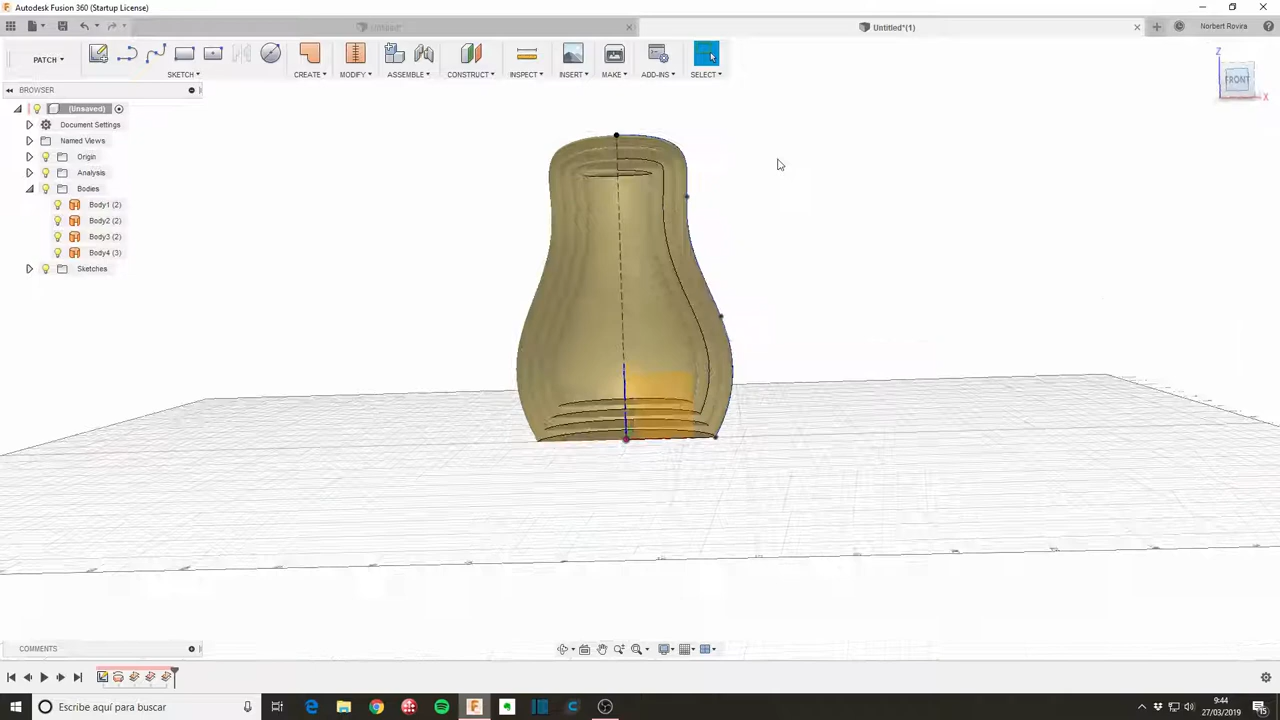 Autodesk Fusion 360 (Startup License)
Untitled*
Untitled*(1)
Norbert Rovira
PATCH
SKETCH
CREATE
MODIFY
ASSEMBLE
CONSTRUCT
INSPECT
INSERT
MAKE
ADD-INS
SELECT
BROWSER
(Unsaved)
Document Settings
Named Views
Origin
Analysis
Bodies
Body1 (2)
Body2 (2)
Body3 (2)
Body4 (3)
Sketches
Z
FRONT
X
COMMENTS
Escribe aquí para buscar
9:44
27/03/2019